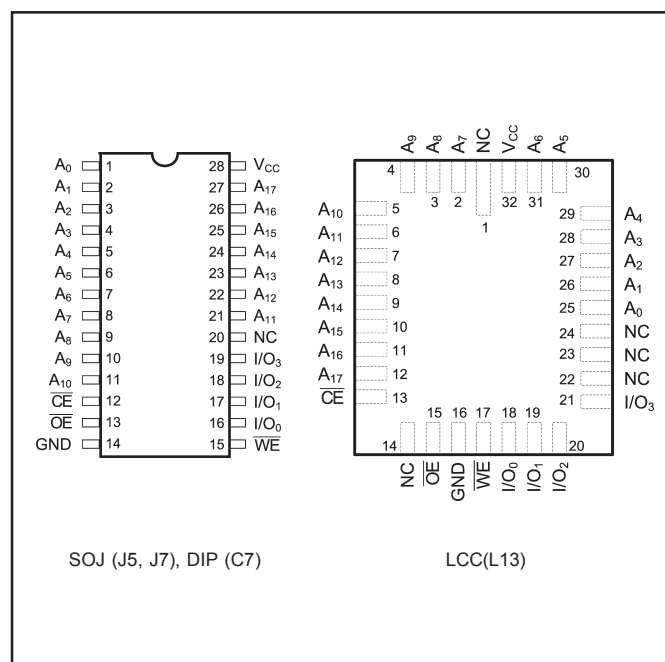 A0 1 28 VCC
A1 2 27 A17
A2 3 26 A16
A3 4 25 A15
A4 5 24 A14
A5 6 23 A13
A6 7 22 A12
A7 8 21 A11
A8 9 20 NC
A9 10 19 I/O3
A10 11 18 I/O2
CE 12 17 I/O1
OE 13 16 I/O0
GND 14 15 WE
SOJ (J5, J7), DIP (C7)
A9 A8 A7 NC VCC A6 A5
4 3 2 1 32 31 30
A10 5
A11 6
A12 7
A13 8
A14 9
A15 10
A16 11
A17 12
CE 13
29 A4
28 A3
27 A2
26 A1
25 A0
24 NC
23 NC
22 NC
21 I/O3
14 15 16 17 18 19 20
NC OE GND WE I/O0 I/O1 I/O2
LCC(L13)